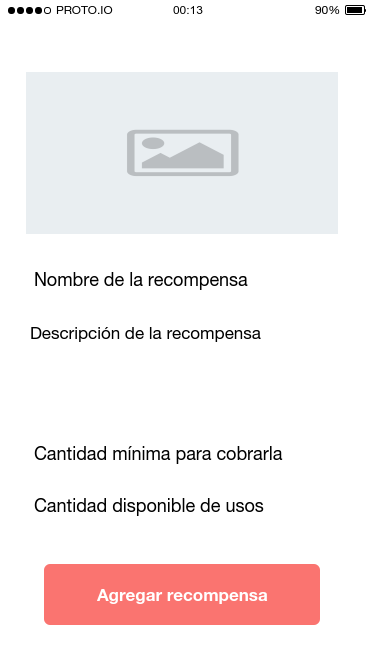 PROTO.IO 00:13 90%
Nombre de la recompensa
Descripción de la recompensa
Cantidad mínima para cobrarla
Cantidad disponible de usos
Agregar recompensa